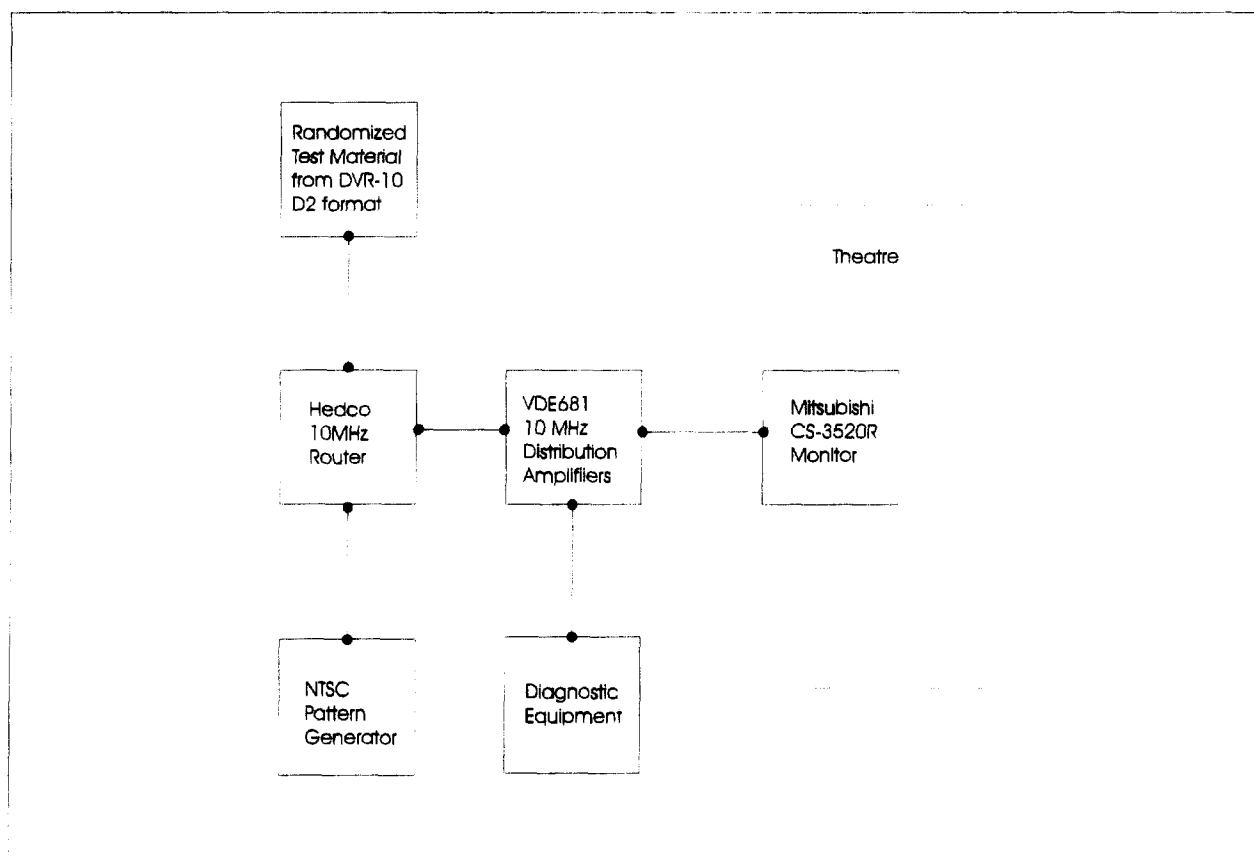 Randomized
Test Material
from DVR-10
D2 format
Theatre
Hedco
10MHz
Router
VDE681
10 MHz
Distribution
Amplifiers
Mitsubishi
CS-3520R
Monitor
NTSC
Pattern
Generator
Diagnostic
Equipment